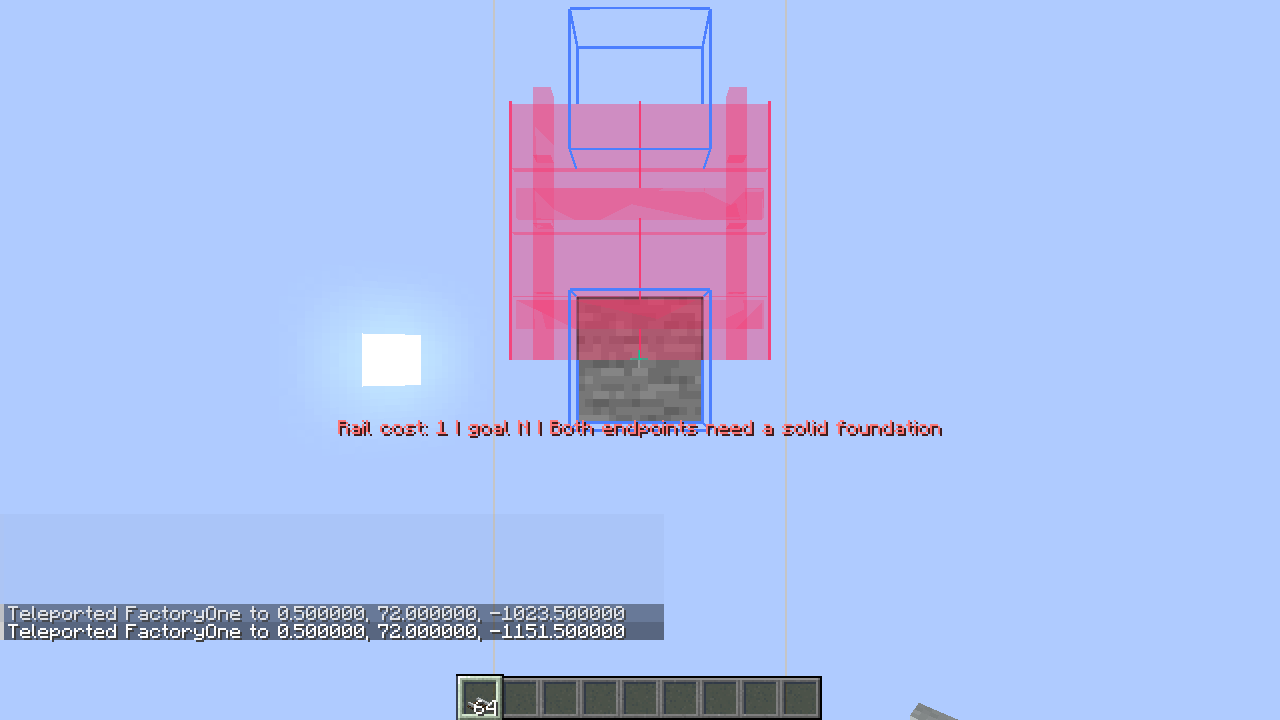 Rail cost: 1 | goal N | Both endpoints need a solid foundation
Teleported FactoryOne to 0.500000, 72.000000, -1023.500000
Teleported FactoryOne to 0.500000, 72.000000, -1151.500000
64